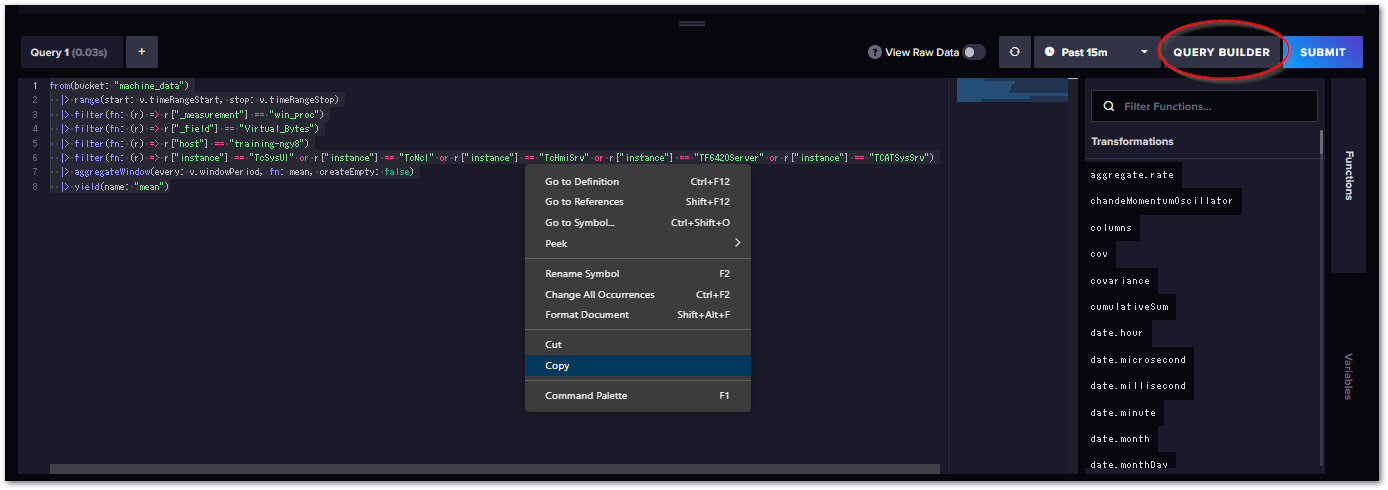 Query 1 (0.03s)
+
? View Raw Data
Past 15m
QUERY BUILDER
SUBMIT
1 from(bucket: "machine_data")
2 |> range(start: v.timeRangeStart, stop: v.timeRangeStop)
3 |> filter(fn: (r) => r["_measurement"] == "win_proc")
4 |> filter(fn: (r) => r["_field"] == "Virtual_Bytes")
5 |> filter(fn: (r) => r["host"] == "training-ngy8")
6 |> filter(fn: (r) => r["instance"] == "TcSysUI" or r["instance"] == "TcNcI" or r["instance"] == "TcHmiSrv" or r["instance"] == "TF6420Server" or r["instance"] == "TCATSysSrv")
7 |> aggregateWindow(every: v.windowPeriod, fn: mean, createEmpty: false)
8 |> yield(name: "mean")
Go to Definition Ctrl+F12
Go to References Shift+F12
Go to Symbol... Ctrl+Shift+O
Peek
Rename Symbol F2
Change All Occurrences Ctrl+F2
Format Document Shift+Alt+F
Cut
Copy
Command Palette F1
Filter Functions...
Transformations
aggregate.rate
chandeMomentumOscillator
columns
cov
covariance
cumulativeSum
date.hour
date.microsecond
date.millisecond
date.minute
date.month
date.monthDay
Functions
Variables